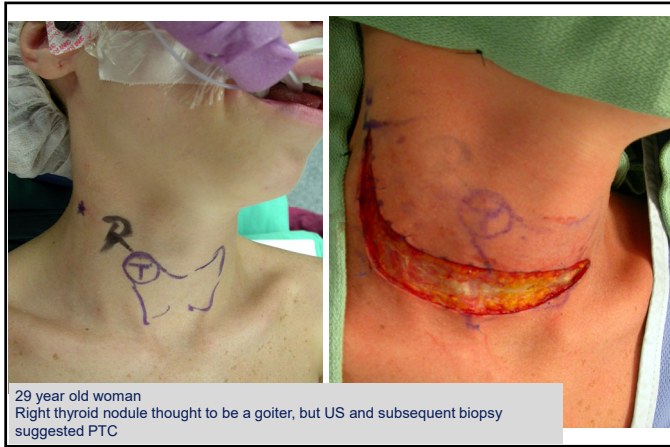 R
T
T
29 year old woman
Right thyroid nodule thought to be a goiter, but US and subsequent biopsy
suggested PTC